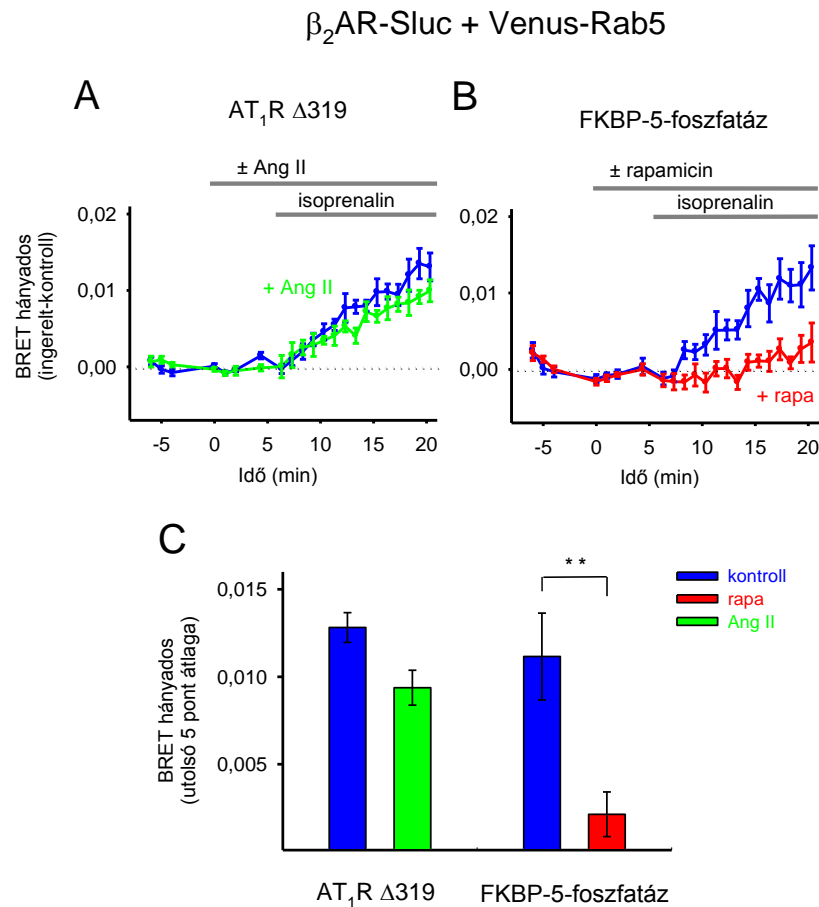 β₂AR-Sluc + Venus-Rab5
A
AT₁R Δ319
± Ang II
isoprenalin
0,02
0,01
0,00
+ Ang II
BRET hányados
(ingerelt-kontroll)
-5 0 5 10 15 20
Idő (min)
B
FKBP-5-foszfatáz
± rapamicin
isoprenalin
0,02
0,01
0,00
+ rapa
-5 0 5 10 15 20
Idő (min)
C
0,015
0,010
0,005
BRET hányados
(utolsó 5 pont átlaga)
**
kontroll
rapa
Ang II
AT₁R Δ319
FKBP-5-foszfatáz